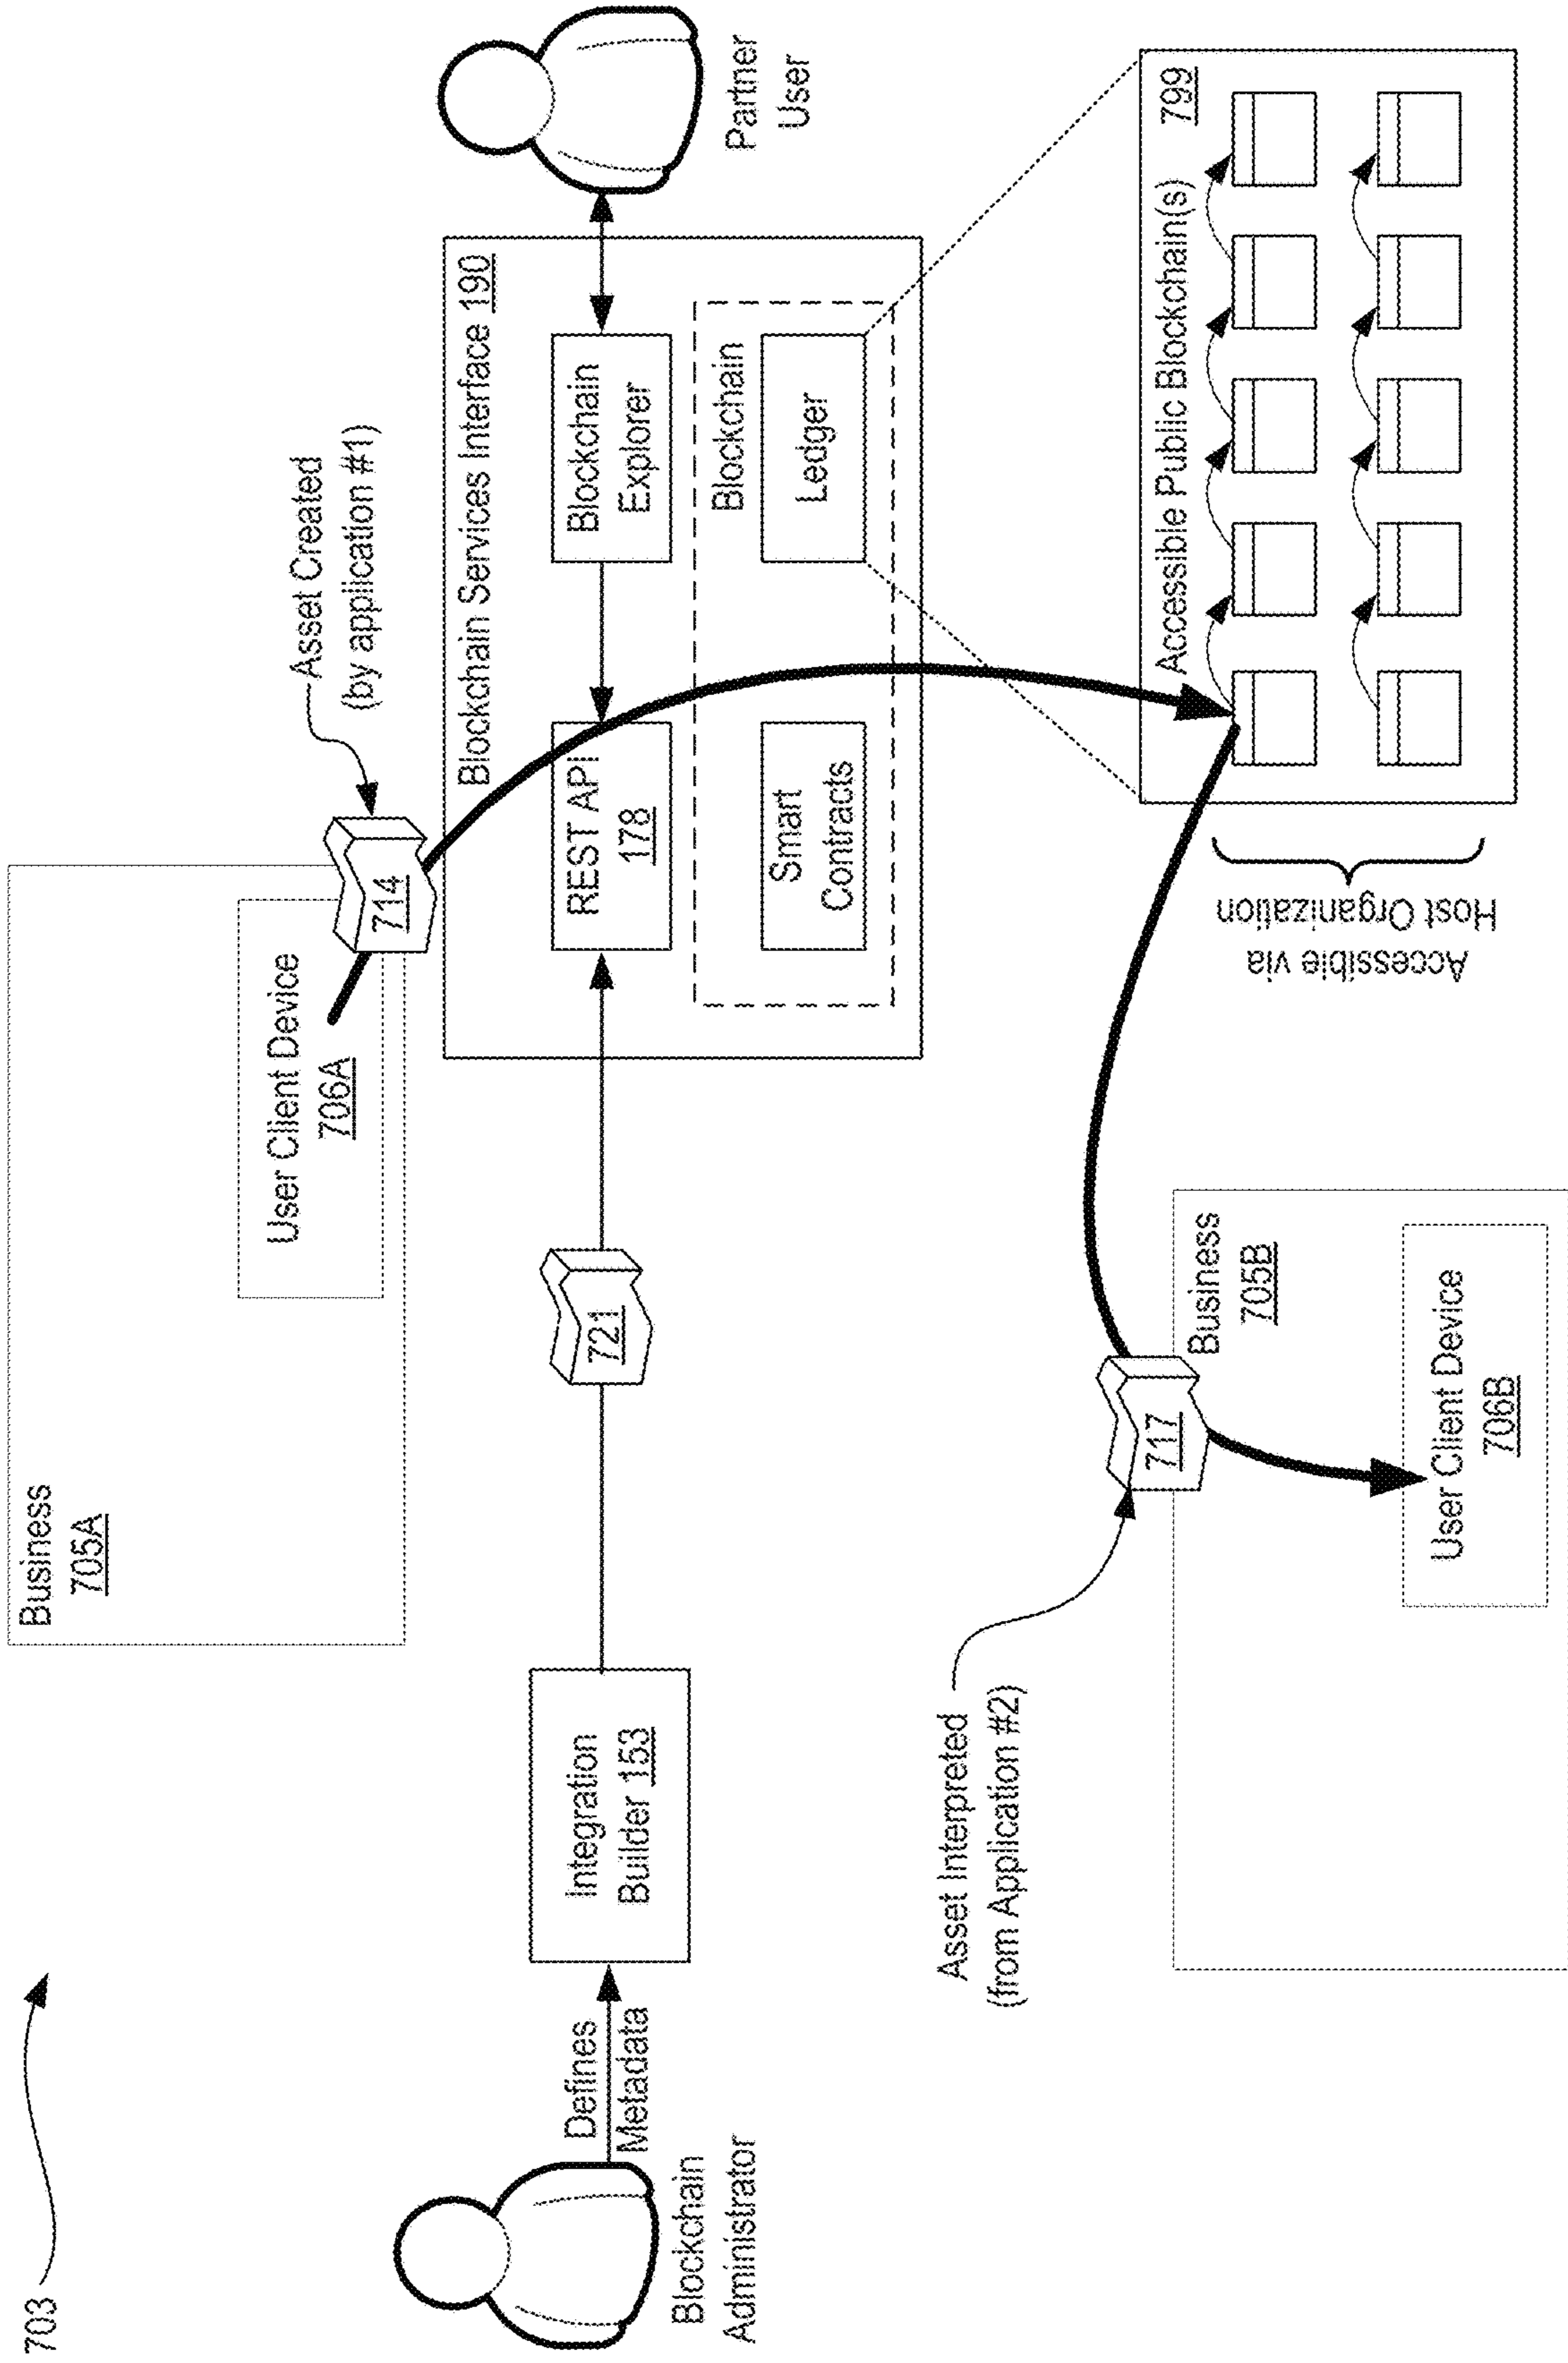 703
Business
705A
User Client Device
706A
714
Asset Created
(by application #1)
Blockchain
Administrator
Defines
Metadata
Integration
Builder 153
721
Blockchain Services Interface 190
REST API
178
Blockchain
Explorer
Blockchain
Smart
Contracts
Ledger
Partner
User
Asset Interpreted
(from Application #2)
717
Business
705B
User Client Device
706B
Accessible via
Host Organization
Accessible Public Blockchain(s) 799